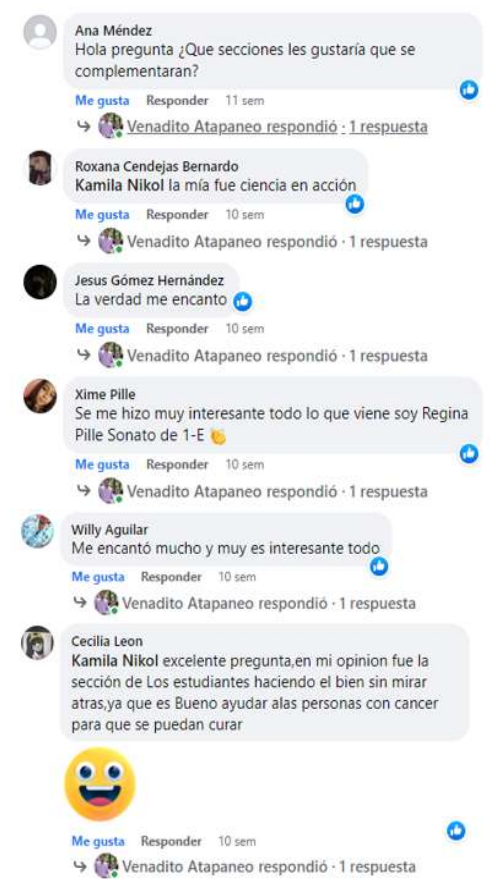 Ana Méndez
Hola pregunta ¿Que secciones les gustaría que se
complementaran?
Me gusta Responder 11 sem
Venadito Atapaneo respondió · 1 respuesta
Roxana Cendejas Bernardo
Kamila Nikol la mía fue ciencia en acción
Me gusta Responder 10 sem
Venadito Atapaneo respondió · 1 respuesta
Jesus Gómez Hernández
La verdad me encanto
Me gusta Responder 10 sem
Venadito Atapaneo respondió · 1 respuesta
Xime Pille
Se me hizo muy interesante todo lo que viene soy Regina
Pille Sonato de 1-E 👏
Me gusta Responder 10 sem
Venadito Atapaneo respondió · 1 respuesta
Willy Aguilar
Me encantó mucho y muy es interesante todo
Me gusta Responder 10 sem
Venadito Atapaneo respondió · 1 respuesta
Cecilia Leon
Kamila Nikol excelente pregunta,en mi opinion fue la
sección de Los estudiantes haciendo el bien sin mirar
atras,ya que es Bueno ayudar alas personas con cancer
para que se puedan curar
Me gusta Responder 10 sem
Venadito Atapaneo respondió · 1 respuesta